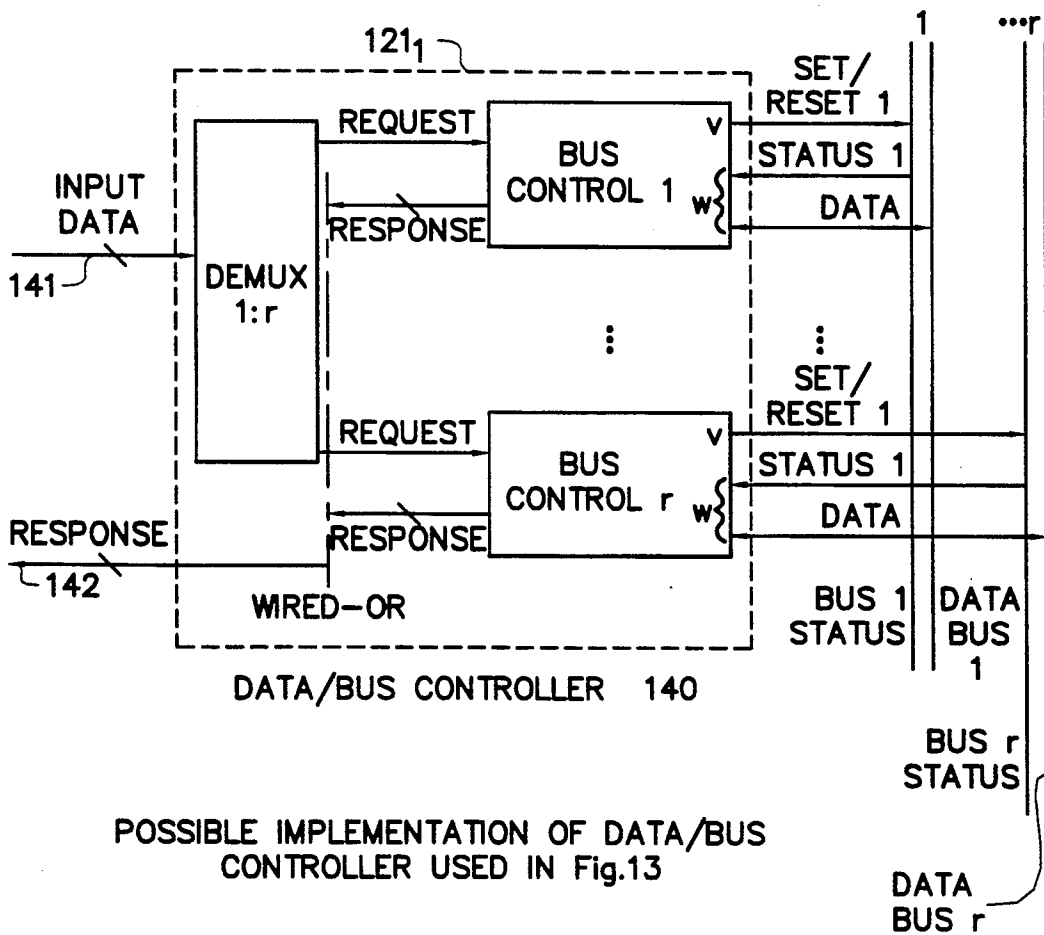 1 ...r
121₁
SET/
RESET 1
REQUEST
V
BUS
CONTROL 1
STATUS 1
INPUT
DATA
W
RESPONSE
DATA
141
DEMUX
1:r
...
...
SET/
RESET 1
REQUEST
V
BUS
CONTROL r
STATUS 1
W
RESPONSE
DATA
RESPONSE
142
WIRED-OR
BUS 1
STATUS
DATA
BUS
1
DATA/BUS CONTROLLER 140
BUS r
STATUS
POSSIBLE IMPLEMENTATION OF DATA/BUS
CONTROLLER USED IN Fig.13
DATA
BUS r